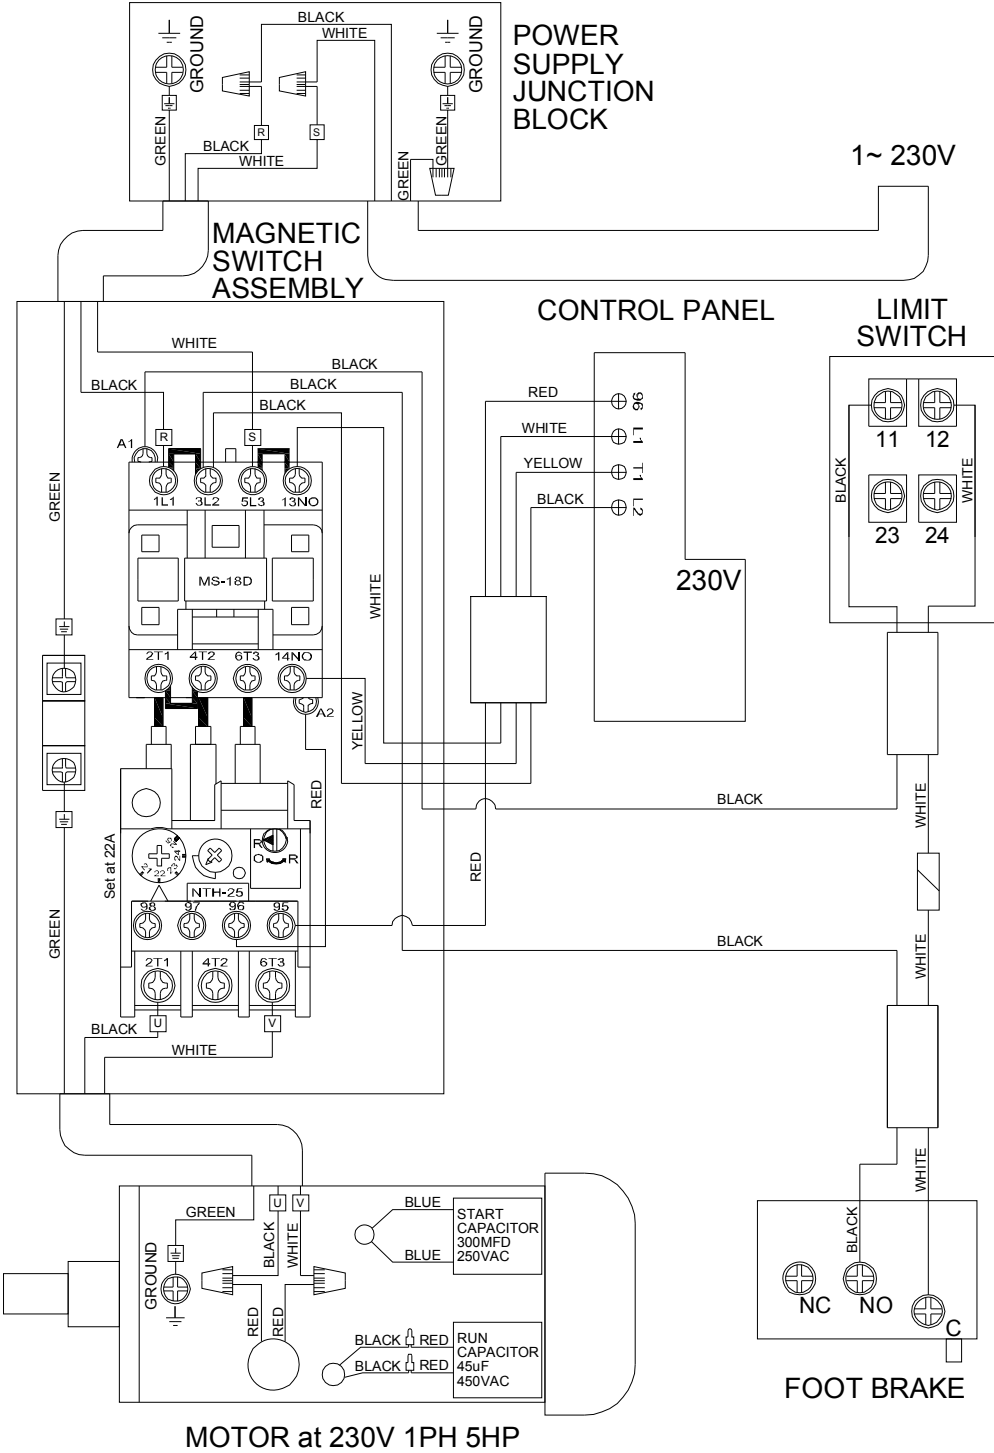 BLACK
WHITE
GROUND
GROUND
POWER
SUPPLY
JUNCTION
BLOCK
R
S
GREEN
BLACK
WHITE
GREEN
GREEN
1~ 230V
MAGNETIC
SWITCH
ASSEMBLY
CONTROL PANEL
LIMIT
SWITCH
WHITE
BLACK
BLACK
BLACK
BLACK
A1
R
S
1L1 3L2 5L3 13NO
GREEN
MS-18D
2T1 4T2 6T3 14NO
A2
WHITE
YELLOW
RED
RED
WHITE
YELLOW
BLACK
96
L1
T1
L2
230V
11 12
23 24
BLACK
WHITE
BLACK
WHITE
RED
Set at 22A
21 22 23 24 25
R
O R
NTH-25
98 97 96 95
GREEN
2T1 4T2 6T3
BLACK
WHITE
U
V
BLACK
WHITE
WHITE
U V
GREEN
BLACK
WHITE
GROUND
RED
RED
BLUE
BLUE
START
CAPACITOR
300MFD
250VAC
BLACK RED
BLACK RED
RUN
CAPACITOR
45uF
450VAC
BLACK
NC
NO
C
FOOT BRAKE
MOTOR at 230V 1PH 5HP